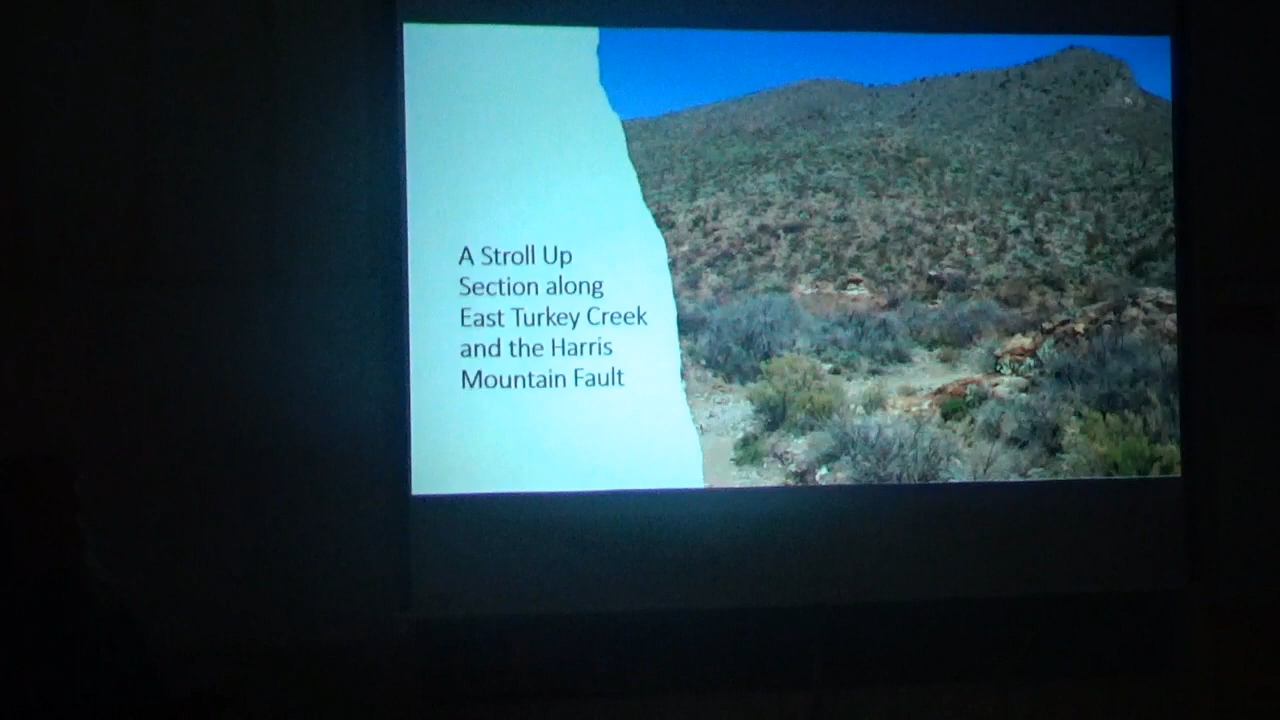 A Stroll Up
Section along
East Turkey Creek
and the Harris
Mountain Fault